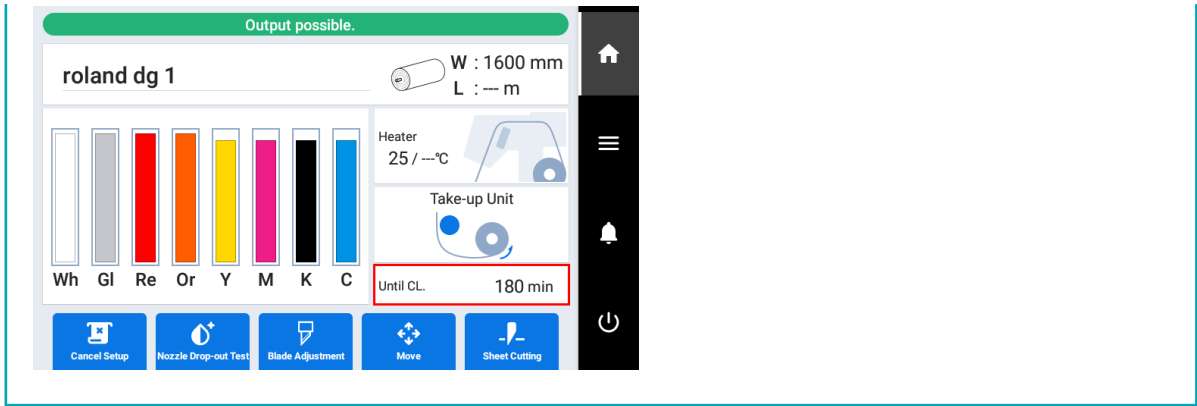 Output possible.
roland dg 1
W : 1600 mm
L : --- m
Heater
25 / ---℃
Take-up Unit
Until CL. 180 min
Wh Gl Re Or Y M K C
Cancel Setup
Nozzle Drop-out Test
Blade Adjustment
Move
Sheet Cutting